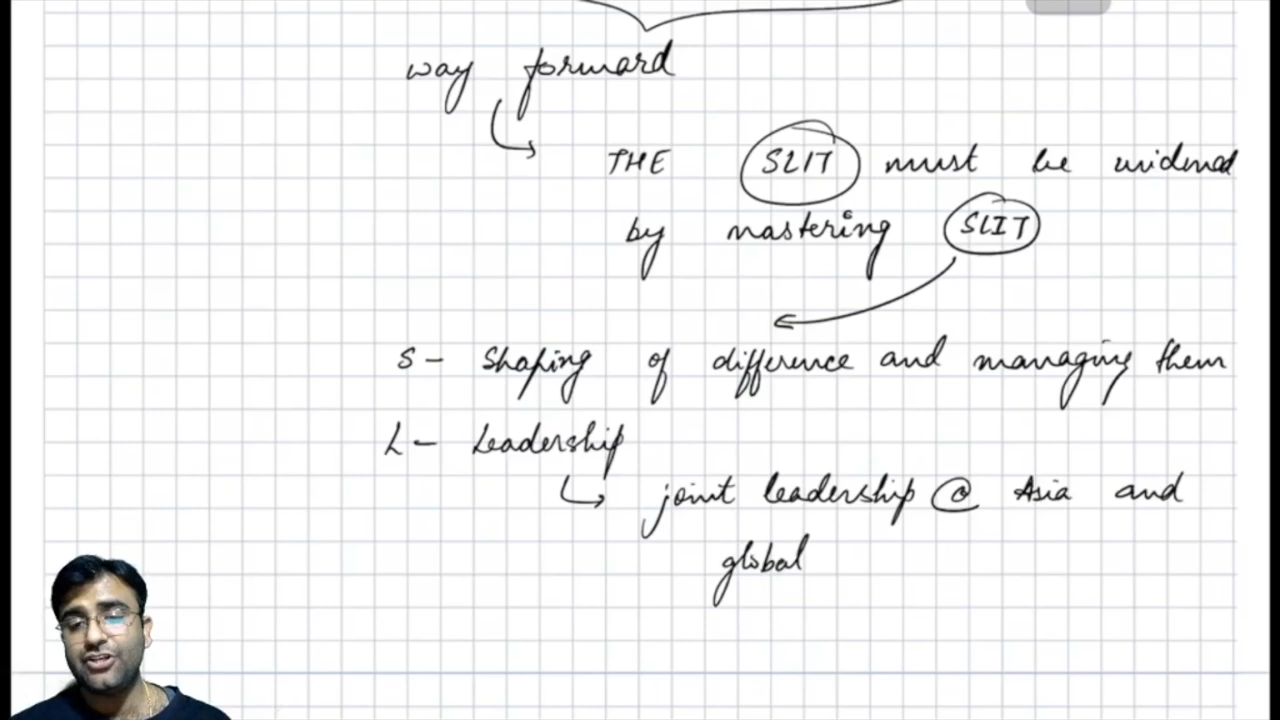 way forward
THE SLIT must be widened
by mastering SLIT
S - Shaping of difference and managing them
L - Leadership
joint leadership @ Asia and
global